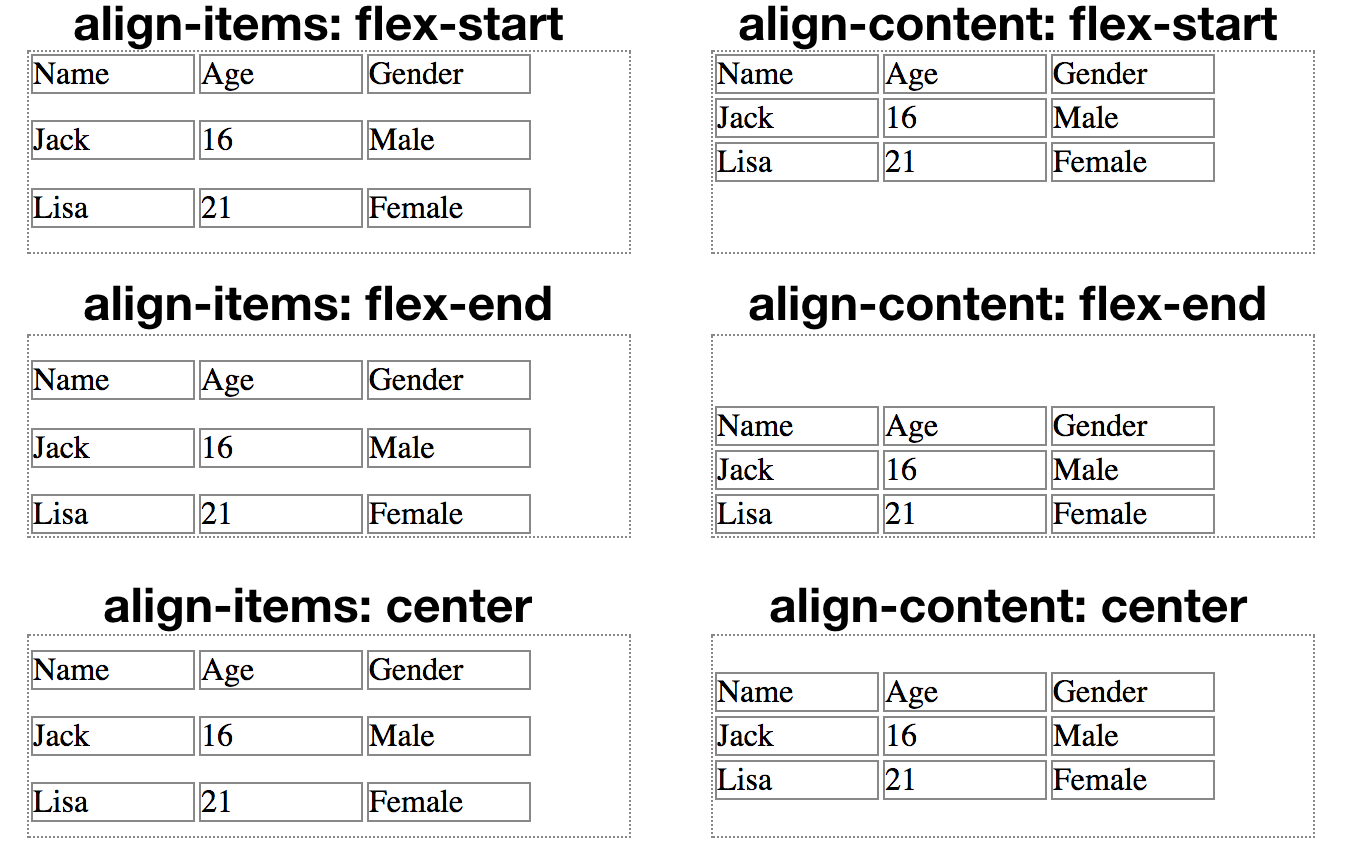 align-items: flex-start
Name Age Gender
Jack 16 Male
Lisa 21 Female
align-content: flex-start
Name Age Gender
Jack 16 Male
Lisa 21 Female
align-items: flex-end
Name Age Gender
Jack 16 Male
Lisa 21 Female
align-content: flex-end
Name Age Gender
Jack 16 Male
Lisa 21 Female
align-items: center
Name Age Gender
Jack 16 Male
Lisa 21 Female
align-content: center
Name Age Gender
Jack 16 Male
Lisa 21 Female